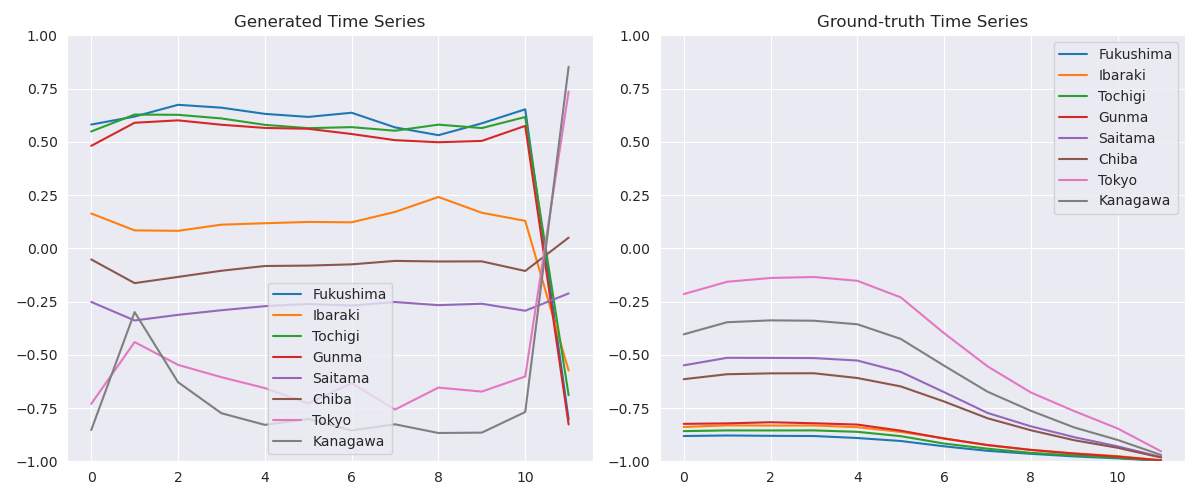 Generated Time Series
1.00
0.75
0.50
0.25
0.00
−0.25
−0.50
−0.75
−1.00
0 2 4 6 8 10
Fukushima
Ibaraki
Tochigi
Gunma
Saitama
Chiba
Tokyo
Kanagawa
Ground-truth Time Series
1.00
0.75
0.50
0.25
0.00
−0.25
−0.50
−0.75
−1.00
0 2 4 6 8 10
Fukushima
Ibaraki
Tochigi
Gunma
Saitama
Chiba
Tokyo
Kanagawa